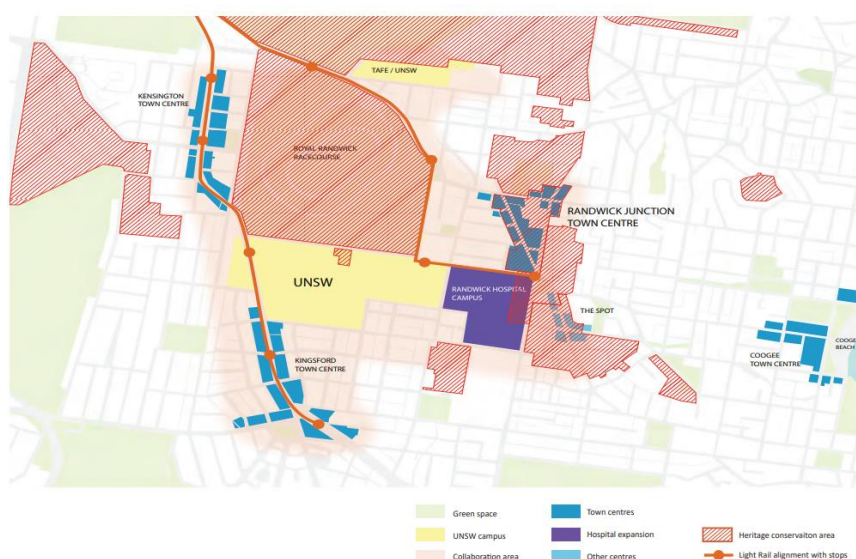 TAFE / UNSW
KENSINGTON
TOWN CENTRE
ROYAL RANDWICK
RACECOURSE
RANDWICK JUNCTION
TOWN CENTRE
UNSW
RANDWICK HOSPITAL
CAMPUS
THE SPOT
KINGSFORD
TOWN CENTRE
COOGEE
TOWN CENTRE
COOGE
BEACH
Green space
Town centres
UNSW campus
Hospital expansion
Heritage conservaiton area
Collaboration area
Other centres
Light Rail alignment with stops